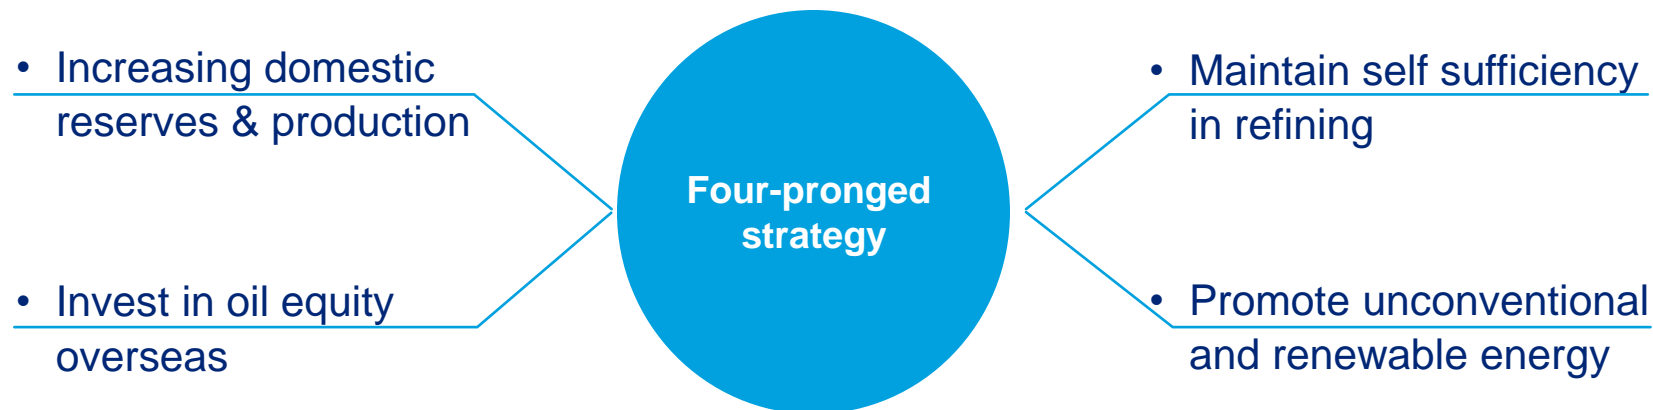 • Increasing domestic
reserves & production
• Invest in oil equity
overseas
Four-pronged
strategy
• Maintain self sufficiency
in refining
• Promote unconventional
and renewable energy